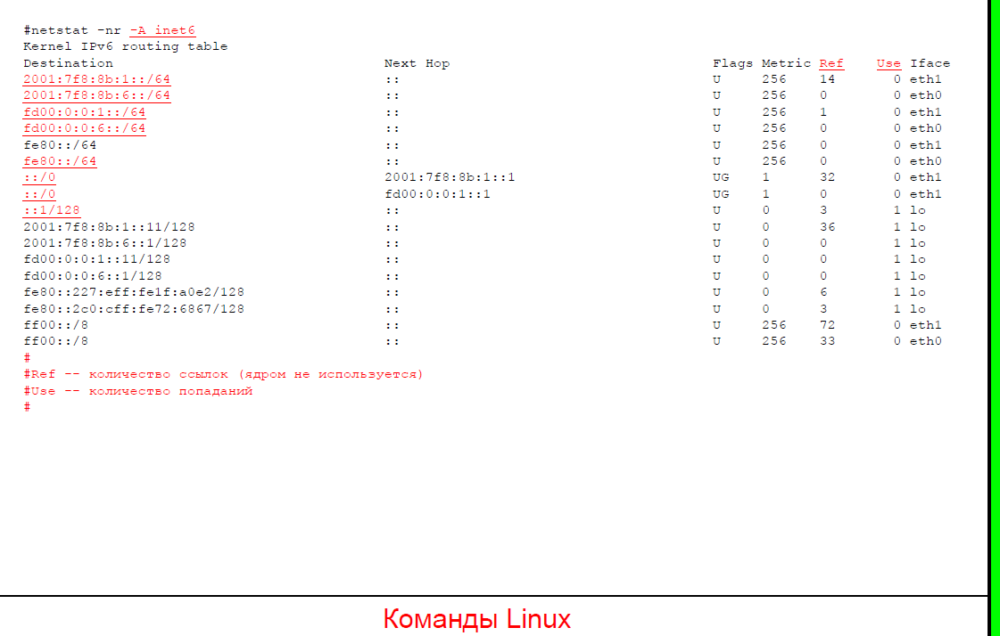 #netstat -nr -A inet6
Kernel IPv6 routing table
Destination Next Hop Flags Metric Ref Use Iface
2001:7f8:8b:1::/64 :: U 256 14 0 eth1
2001:7f8:8b:6::/64 :: U 256 0 0 eth0
fd00:0:0:1::/64 :: U 256 1 0 eth1
fd00:0:0:6::/64 :: U 256 0 0 eth0
fe80::/64 :: U 256 0 0 eth1
fe80::/64 :: U 256 0 0 eth0
::/0 2001:7f8:8b:1::1 UG 1 32 0 eth1
::/0 fd00:0:0:1::1 UG 1 0 0 eth1
::1/128 :: U 0 3 1 lo
2001:7f8:8b:1::11/128 :: U 0 36 1 lo
2001:7f8:8b:6::1/128 :: U 0 0 1 lo
fd00:0:0:1::11/128 :: U 0 0 1 lo
fd00:0:0:6::1/128 :: U 0 0 1 lo
fe80::227:eff:fe1f:a0e2/128 :: U 0 6 1 lo
fe80::2c0:cff:fe72:6867/128 :: U 0 3 1 lo
ff00::/8 :: U 256 72 0 eth1
ff00::/8 :: U 256 33 0 eth0
#
#Ref -- количество ссылок (ядром не используется)
#Use -- количество попаданий
#
Команды Linux